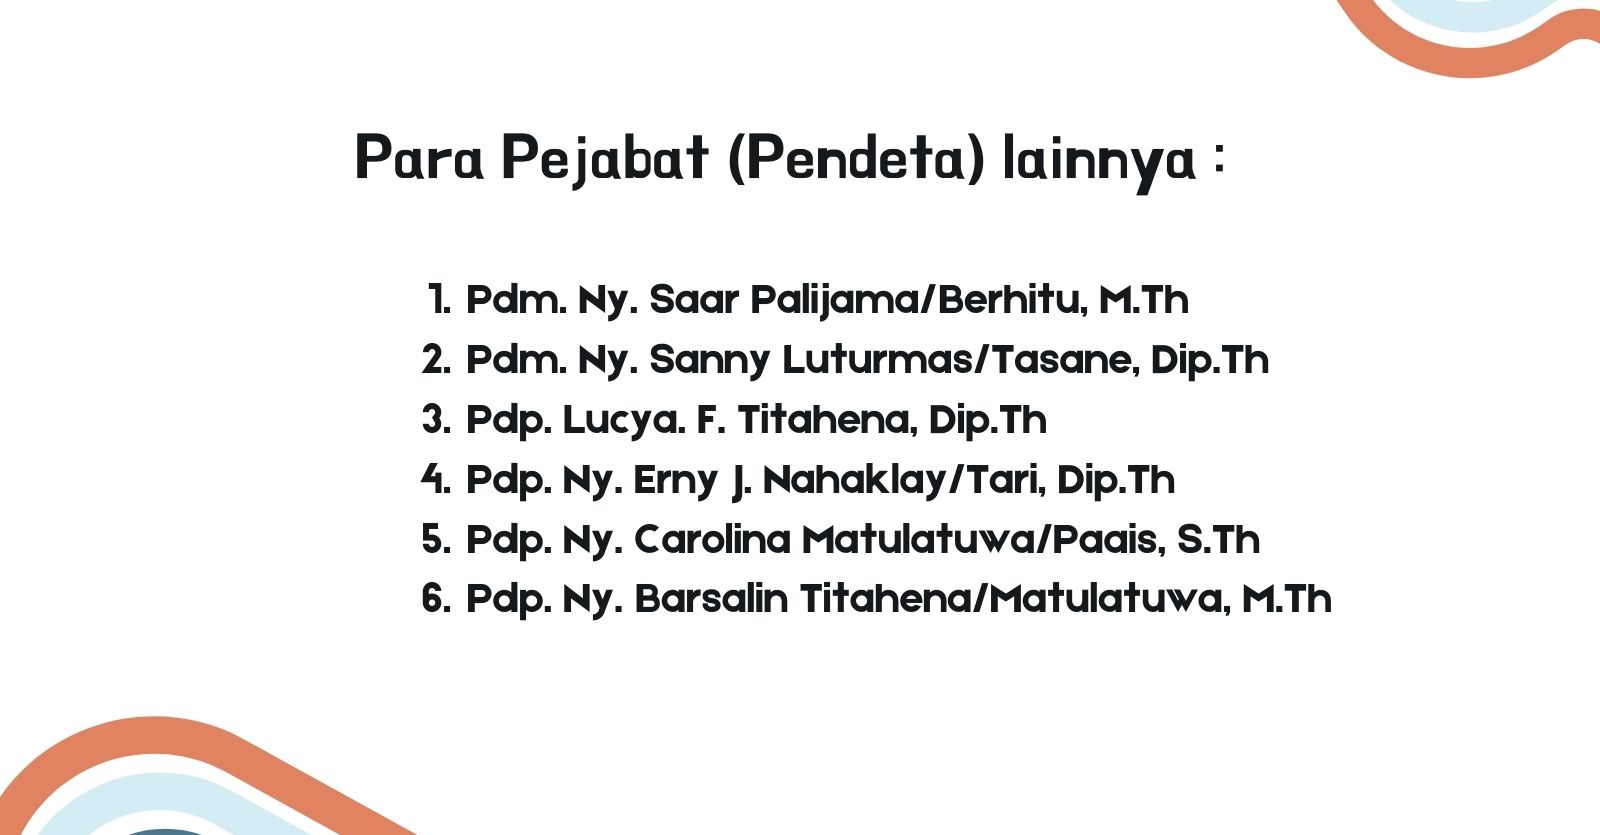 Para Pejabat (Pendeta) lainnya :
1. Pdm. Ny. Saar Palijama/Berhitu, M.Th
2. Pdm. Ny. Sanny Luturmas/Tasane, Dip.Th
3. Pdp. Lucya. F. Titahena, Dip.Th
4. Pdp. Ny. Erny J. Nahaklay/Tari, Dip.Th
5. Pdp. Ny. Carolina Matulatuwa/Paais, S.Th
6. Pdp. Ny. Barsalin Titahena/Matulatuwa, M.Th